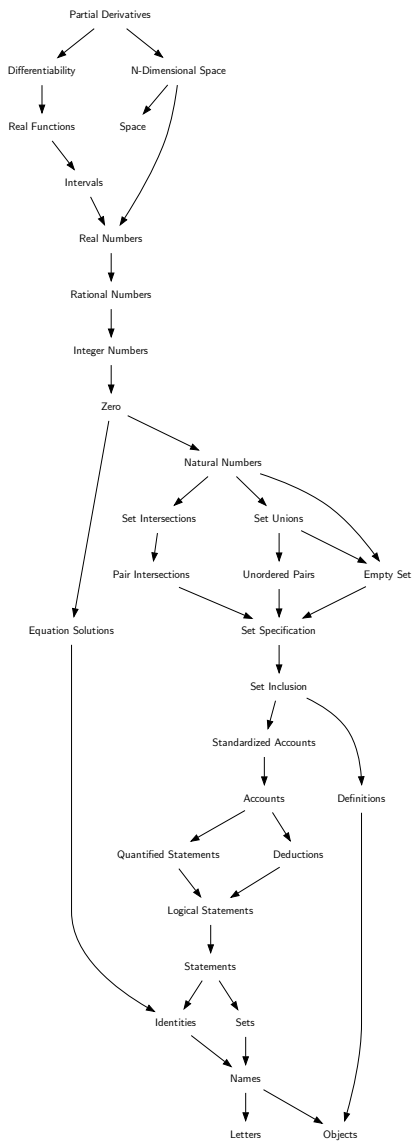 Partial Derivatives
Differentiability
N-Dimensional Space
Real Functions
Space
Intervals
Real Numbers
Rational Numbers
Integer Numbers
Zero
Natural Numbers
Set Intersections
Set Unions
Pair Intersections
Unordered Pairs
Empty Set
Equation Solutions
Set Specification
Set Inclusion
Standardized Accounts
Accounts
Definitions
Quantified Statements
Deductions
Logical Statements
Statements
Identities
Sets
Names
Letters
Objects